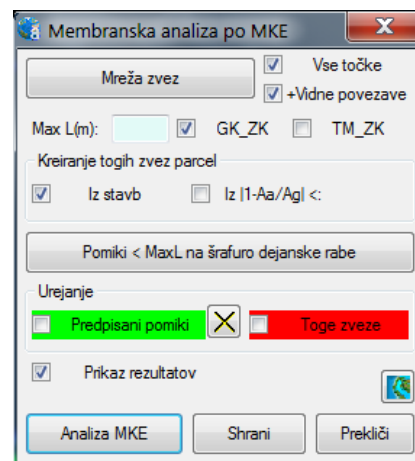 Membranska analiza po MKE
Mreža zvez
Vse točke
+Vidne povezave
Max L(m): GK_ZK TM_ZK
Kreiranje togih zvez parcel
Iz stavb Iz |1-Aa/Ag| <:
Pomiki < MaxL na šrafuro dejanske rabe
Urejanje
Predpisani pomiki Toge zveze
Prikaz rezultatov
Analiza MKE Shrani Prekliči